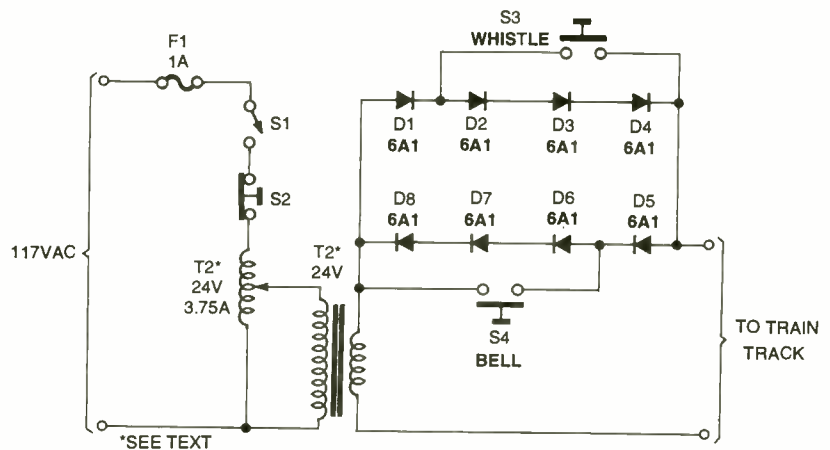 S3
WHISTLE
F1
1A
S1
D1
6A1
D2
6A1
D3
6A1
D4
6A1
S2
D8
6A1
D7
6A1
D6
6A1
D5
6A1
117VAC
T2*
24V
3.75A
T2*
24V
S4
BELL
TO TRAIN
TRACK
*SEE TEXT